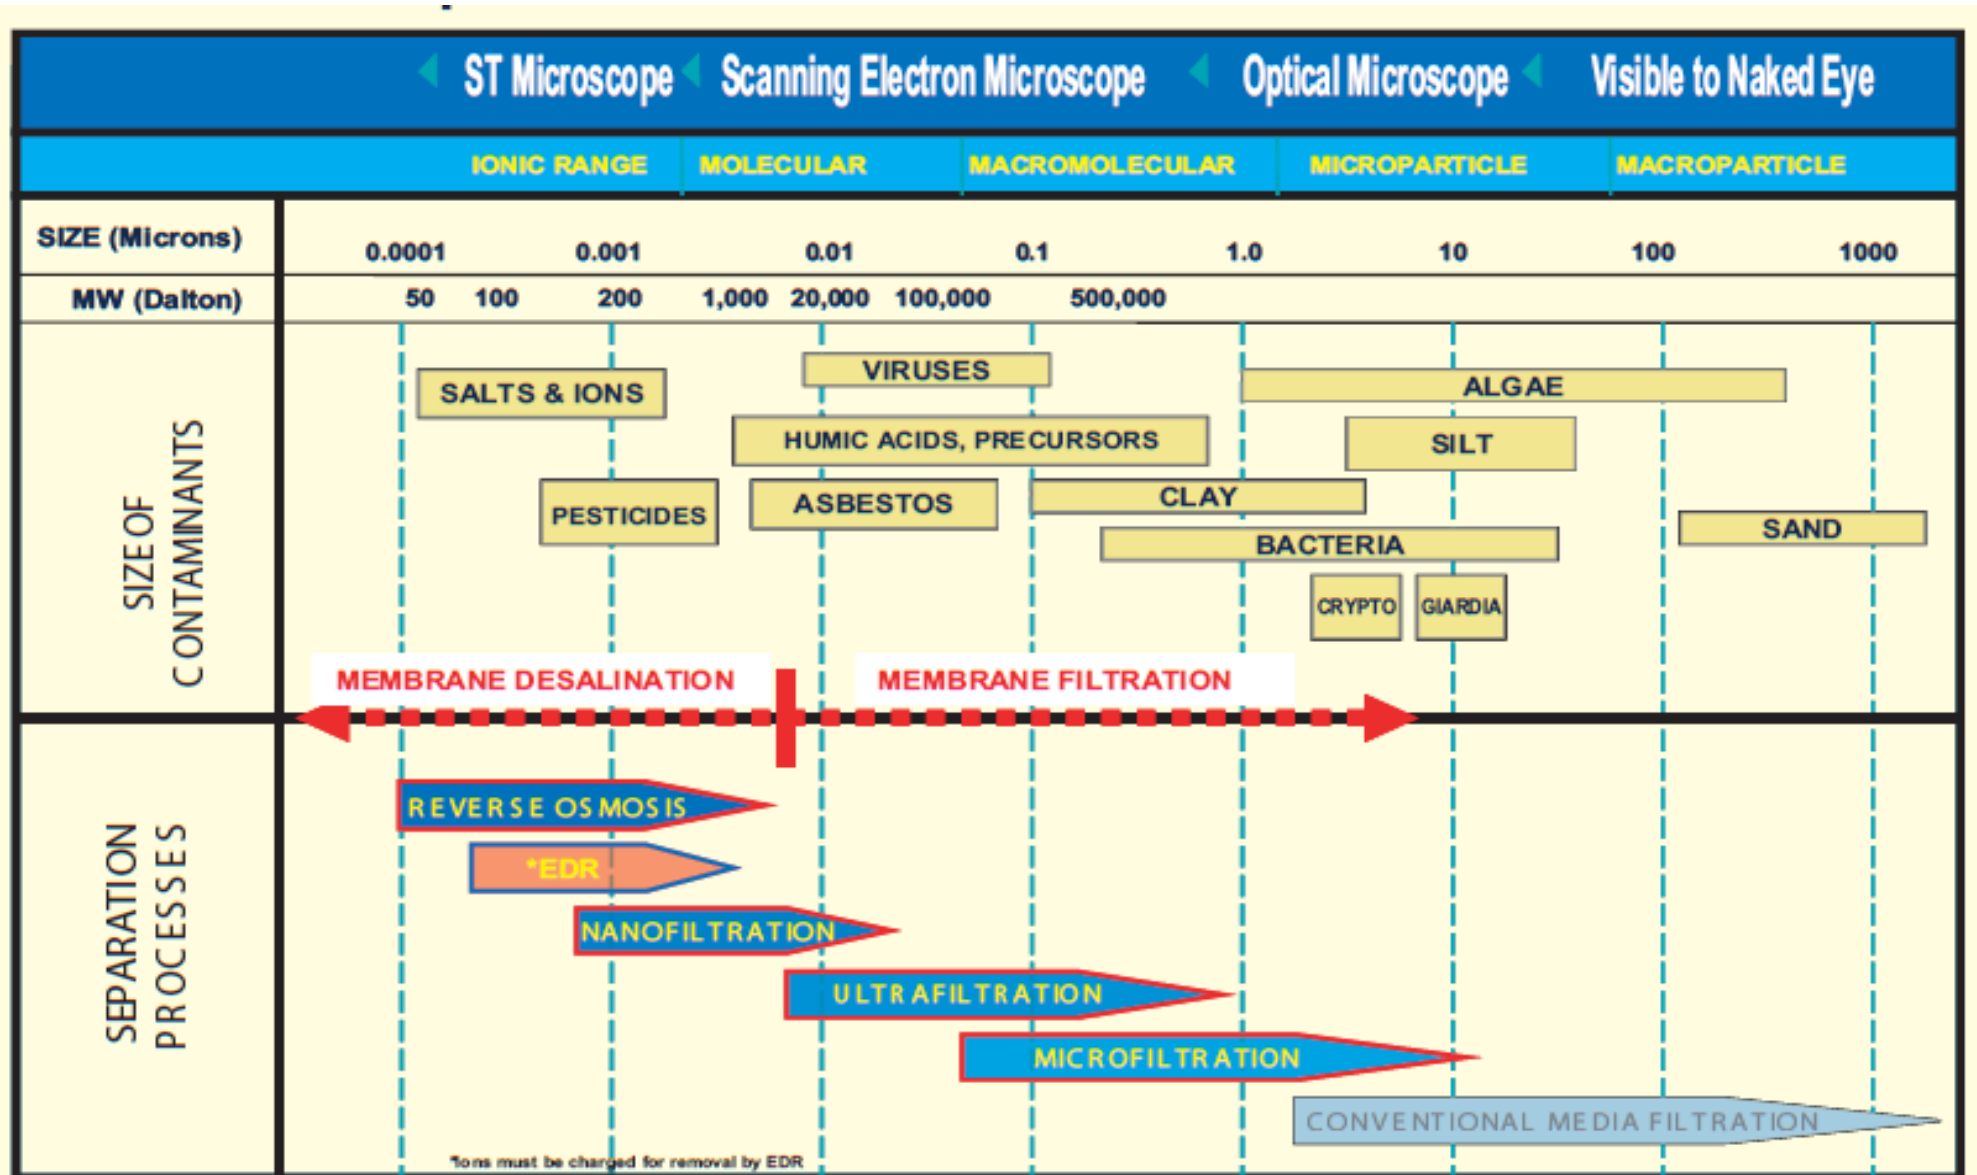 ST Microscope Scanning Electron Microscope Optical Microscope Visible to Naked Eye
IONIC RANGE MOLECULAR MACROMOLECULAR MICROPARTICLE MACROPARTICLE
SIZE (Microns) 0.0001 0.001 0.01 0.1 1.0 10 100 1000
MW (Dalton) 50 100 200 1,000 20,000 100,000 500,000
SIZE OF
CONTAMINANTS
VIRUSES
SALTS & IONS
ALGAE
HUMIC ACIDS, PRECURSORS
SILT
PESTICIDES
ASBESTOS
CLAY
SAND
BACTERIA
CRYPTO
GIARDIA
MEMBRANE DESALINATION
MEMBRANE FILTRATION
SEPARATION
PROCESSES
REVERSE OSMOSIS
*EDR
NANOFILTRATION
ULTRAFILTRATION
MICROFILTRATION
CONVENTIONAL MEDIA FILTRATION
*Ions must be charged for removal by EDR